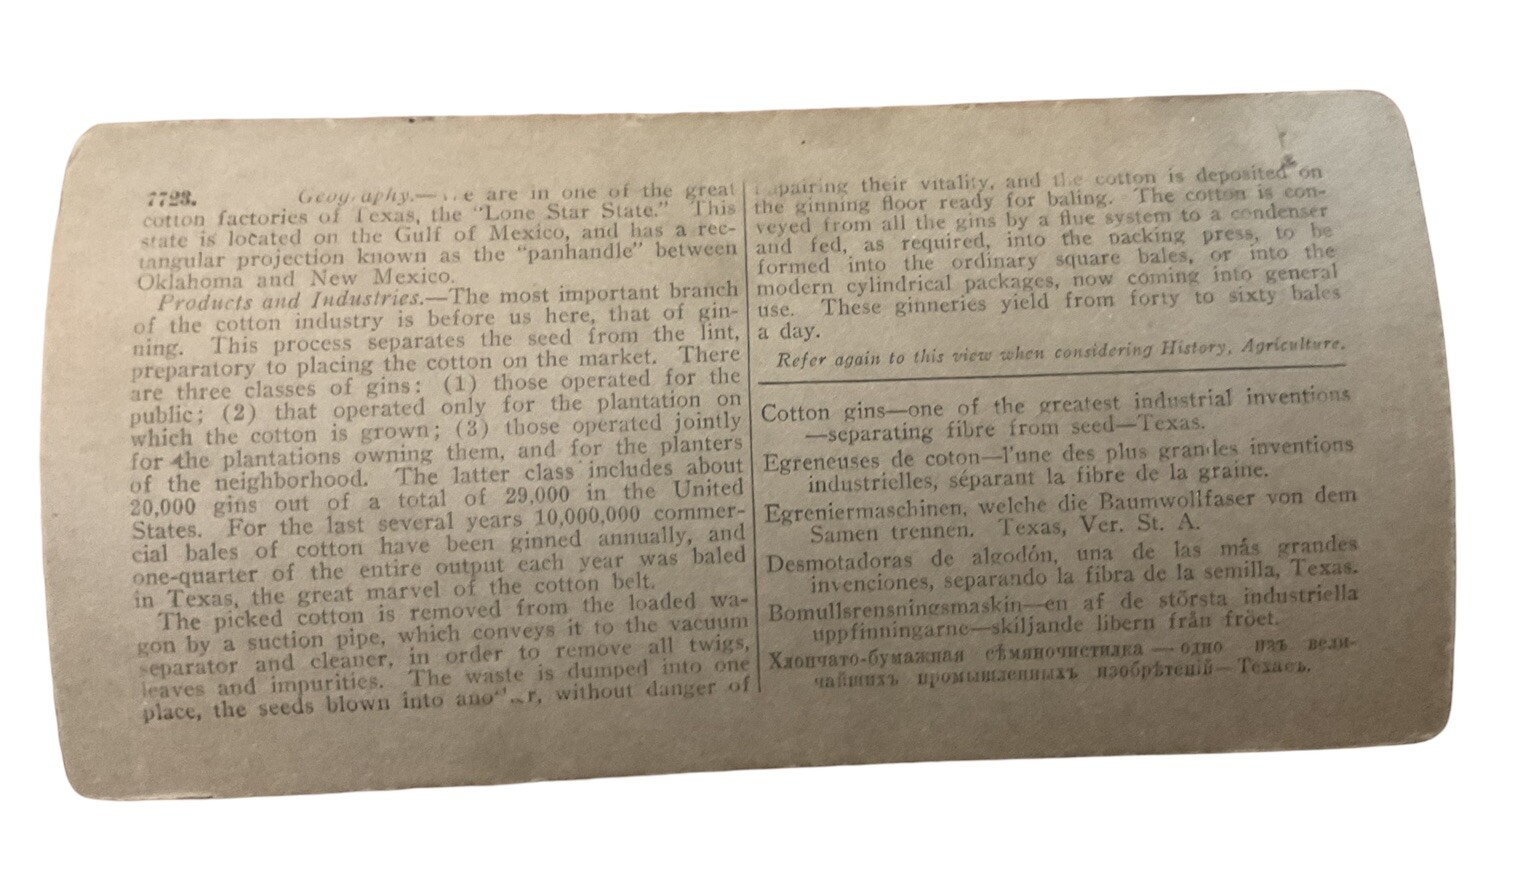 7723. Geography.— e are in one of the great
cotton factories of Texas, the “Lone Star State.” This
state is located on the Gulf of Mexico, and has a rec-
tangular projection known as the “panhandle” between
Oklahoma and New Mexico.
Products and Industries.—The most important branch
of the cotton industry is before us here, that of gin-
ning. This process separates the seed from the lint,
preparatory to placing the cotton on the market. There
are three classes of gins: (1) those operated for the
public; (2) that operated only for the plantation on
which the cotton is grown; (3) those operated jointly
for the plantations owning them, and for the planters
of the neighborhood. The latter class includes about
20,000 gins out of a total of 29,000 in the United
States. For the last several years 10,000,000 commer-
cial bales of cotton have been ginned annually, and
one-quarter of the entire output each year was baled
in Texas, the great marvel of the cotton belt.
The picked cotton is removed from the loaded wa-
gon by a suction pipe, which conveys it to the vacuum
separator and cleaner, in order to remove all twigs,
leaves and impurities. The waste is dumped into one
place, the seeds blown into without danger of
impairing their vitality, and the cotton is deposited on
the ginning floor ready for baling. The cotton is con-
veyed from all the gins by a flue system to a condenser
and fed, as required, into the packing press, to be
formed into the ordinary square bales, or into the
modern cylindrical packages, now coming into general
use. These ginneries yield from forty to sixty bales
a day.
Refer again to this view when considering History, Agriculture.
Cotton gins—one of the greatest industrial inventions
—separating fibre from seed—Texas.
Egreneuses de coton—l'une des plus grandes inventions
industrielles, séparant la fibre de la graine.
Egreniermaschinen, welche die Baumwollfaser von dem
Samen trennen. Texas, Ver. St. A.
Desmotadoras de algodón, una de las más grandes
invenciones, separando la fibra de la semilla, Texas.
Bomullsrensningsmaskin—en af de största industriella
uppfinningarne—skiljande libern från fröet.
Хлопчато-бумажная сѣмяночистилка — одно изъ вели-
чайшихъ промышленныхъ изобрѣтеній — Техасъ.